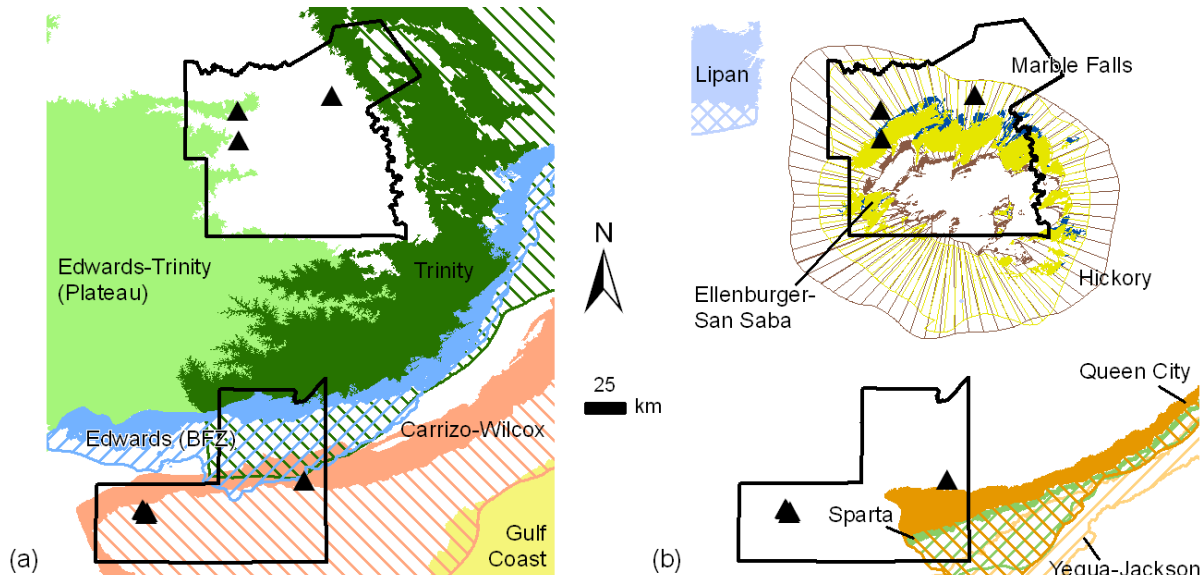 Edwards-Trinity
(Plateau)
Trinity
Edwards (BFZ)
Carrizo-Wilcox
Gulf
Coast
(a)
N
25
km
Lipan
Marble Falls
Ellenburger-
San Saba
Hickory
Queen City
Sparta
Yegua-Jackson
(b)